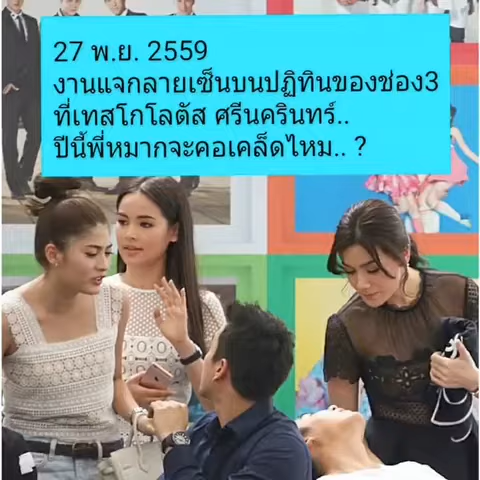 27 พ.ย. 2559
งานแจกลายเซ็นบนปฏิทินของช่อง3
ที่เทสโกโลตัส ศรีนครินทร์..
ปีนี้พี่หมากจะคอเคล็ดไหม.. ?